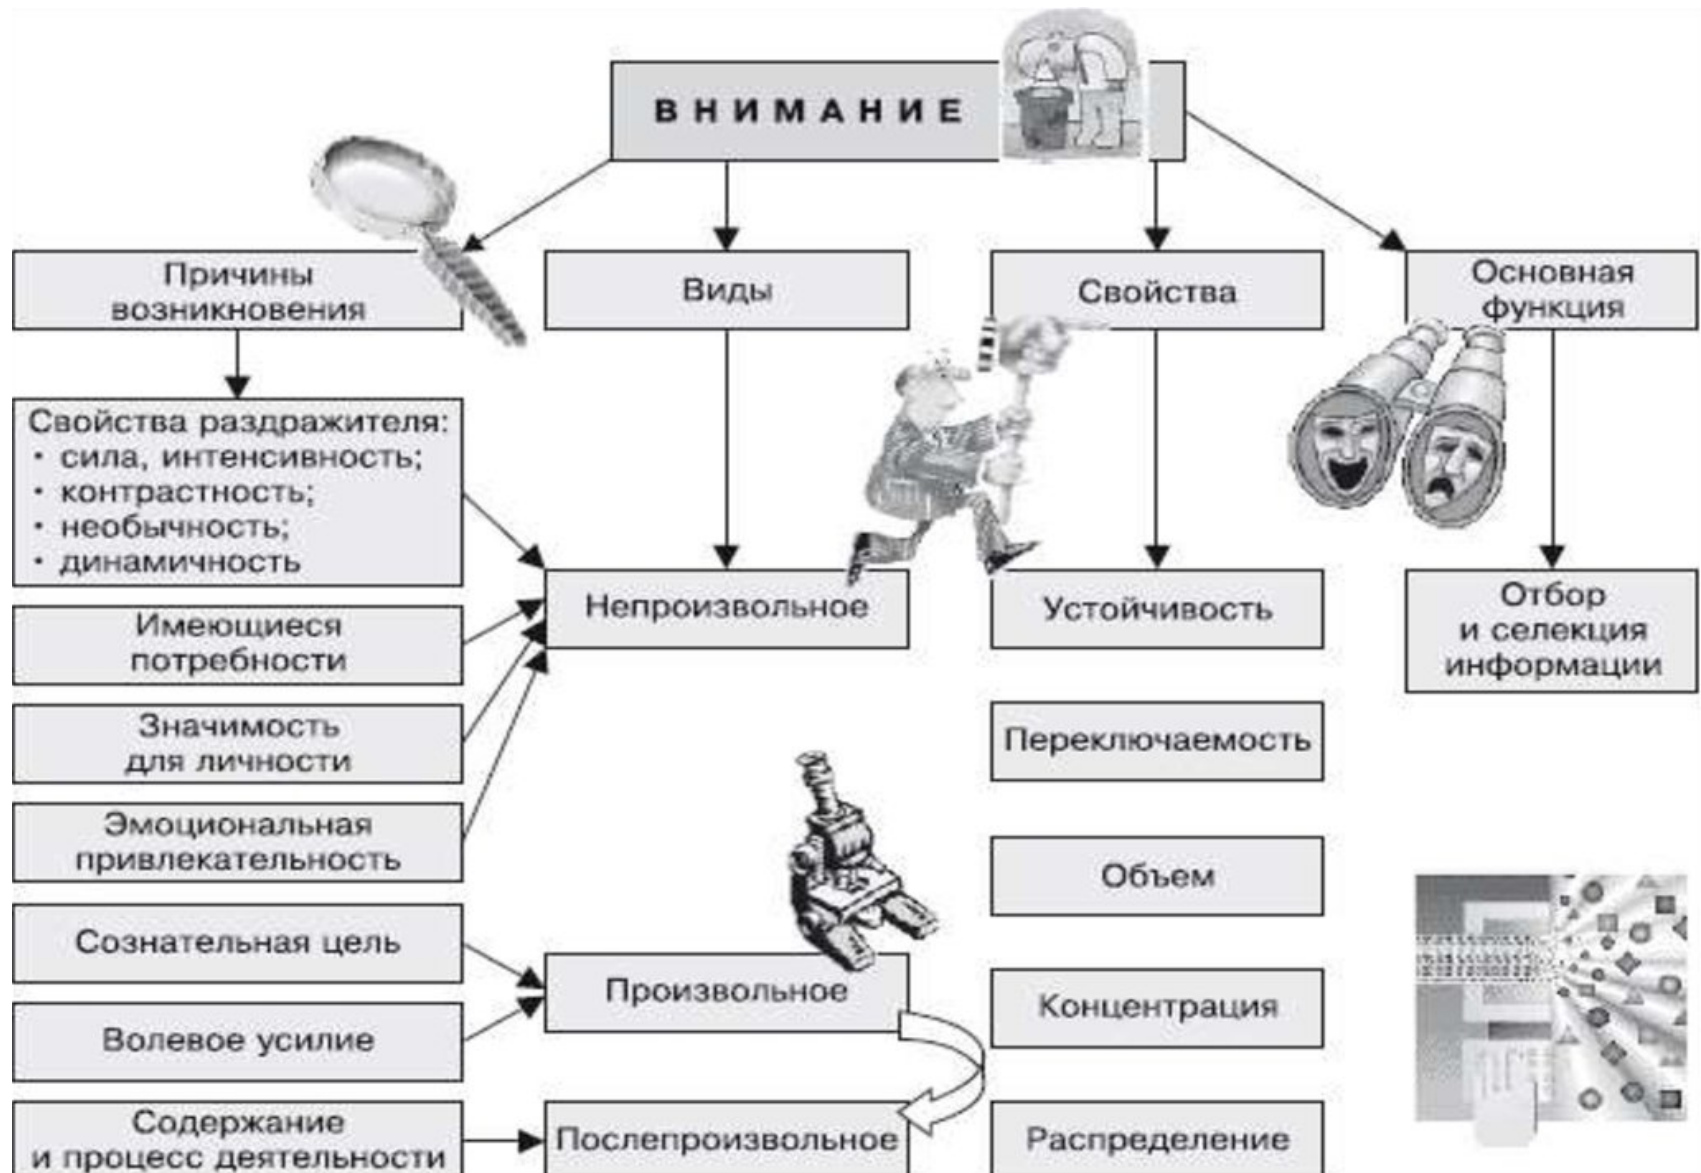 ВНИМАНИЕ
Причины
возникновения
Виды
Свойства
Основная
функция
Свойства раздражителя:
• сила, интенсивность;
• контрастность;
• необычность;
• динамичность
Имеющиеся
потребности
Значимость
для личности
Эмоциональная
привлекательность
Сознательная цель
Волевое усилие
Содержание
и процесс деятельности
Непроизвольное
Произвольное
Послепроизвольное
Устойчивость
Переключаемость
Объем
Концентрация
Распределение
Отбор
и селекция
информации